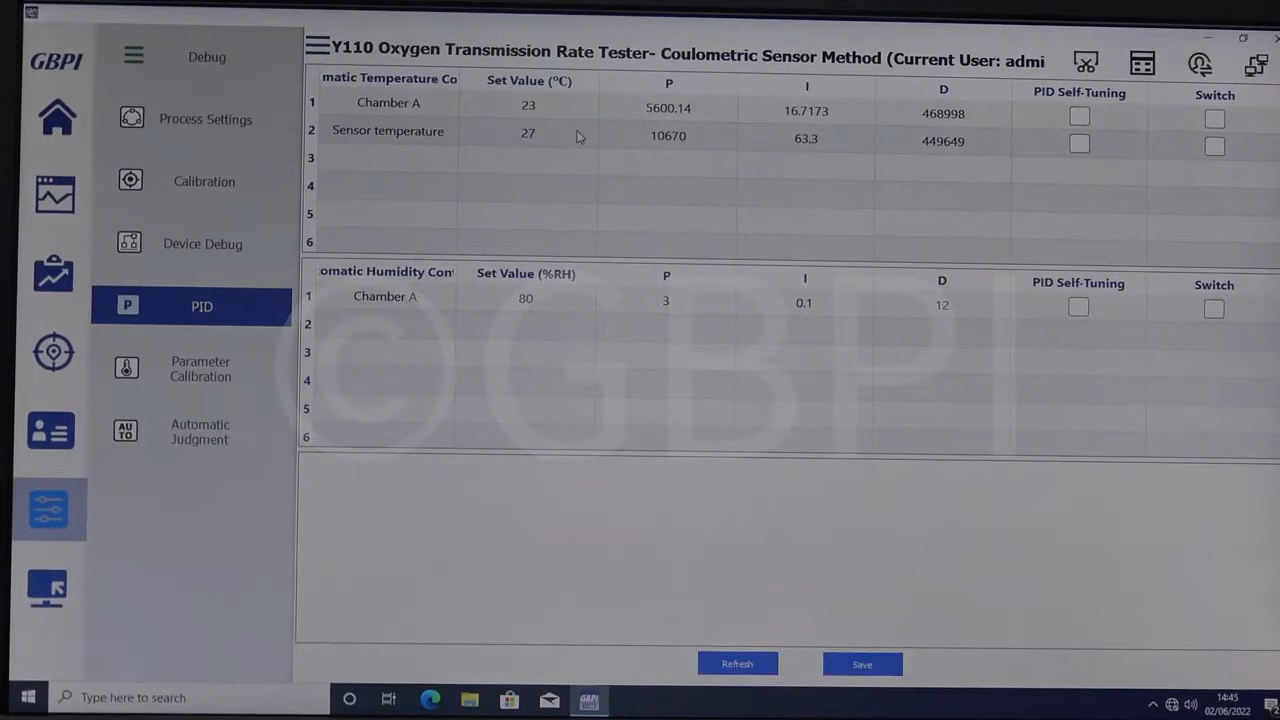 GBPI
Debug
Process Settings
Calibration
Device Debug
P PID
Parameter
Calibration
AU
TO
Automatic
Judgment
Y110 Oxygen Transmission Rate Tester- Coulometric Sensor Method (Current User: admi
matic Temperature Co Set Value (°C) P I D PID Self-Tuning Switch
1 Chamber A 23 5600.14 16.7173 468998
2 Sensor temperature 27 10670 63.3 449649
3
4
5
6
omatic Humidity Con Set Value (%RH) P I D PID Self-Tuning Switch
1 Chamber A 80 3 0.1 12
2
3
4
5
6
©GBPI
Refresh Save
Type here to search
GBPI
14:45
02/06/2022